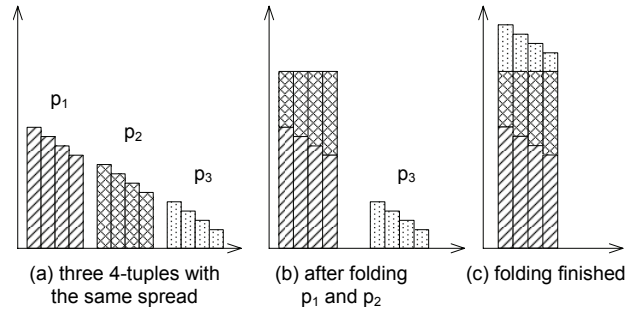 p1
p2
p3
p3
(a) three 4-tuples with
the same spread
(b) after folding
p1 and p2
(c) folding finished